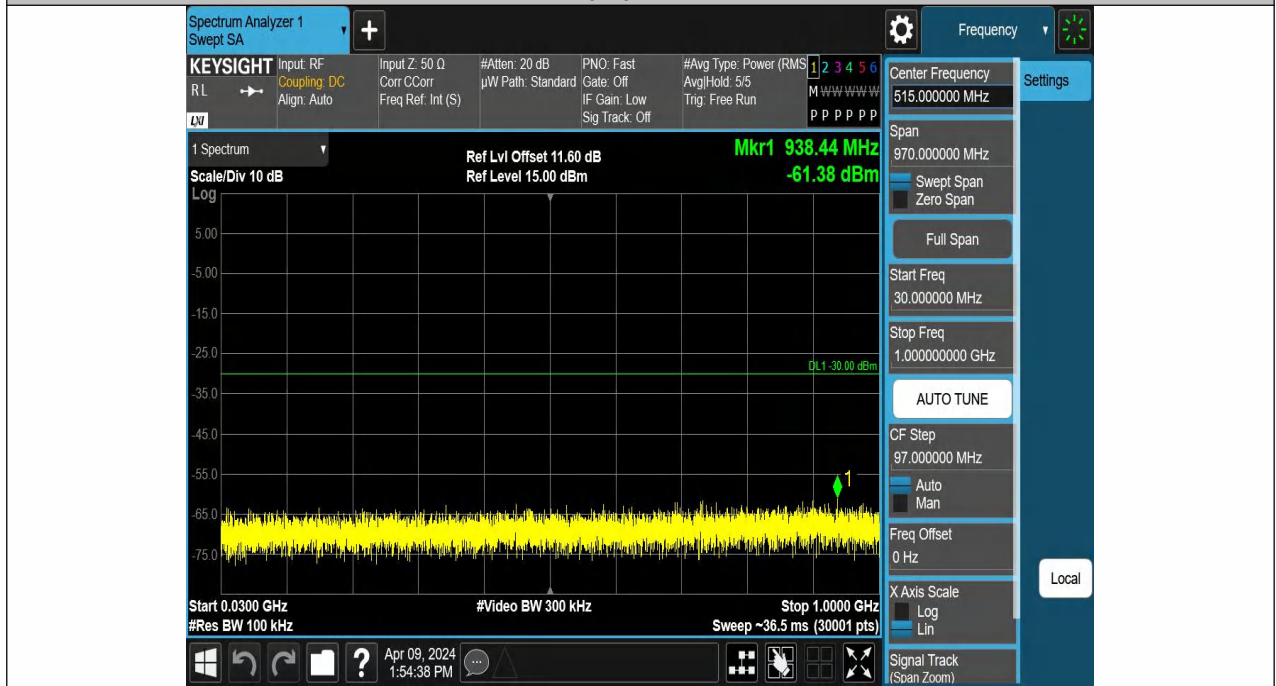 Spectrum Analyzer 1
Swept SA
+
Frequency
KEYSIGHT
RL
LXI
Input: RF
Coupling: DC
Align: Auto
Input Z: 50 Ω
Corr CCorr
Freq Ref: Int (S)
#Atten: 20 dB
µW Path: Standard
PNO: Fast
Gate: Off
IF Gain: Low
Sig Track: Off
#Avg Type: Power (RMS
Avg|Hold: 5/5
Trig: Free Run
1 2 3 4 5 6
M W W W W W
P P P P P P
1 Spectrum
Scale/Div 10 dB
Log
Ref Lvl Offset 11.60 dB
Ref Level 15.00 dBm
Mkr1 938.44 MHz
-61.38 dBm
5.00
-5.00
-15.0
-25.0
DL1 -30.00 dBm
-35.0
-45.0
-55.0
1
-65.0
-75.0
Start 0.0300 GHz
#Res BW 100 kHz
#Video BW 300 kHz
Stop 1.0000 GHz
Sweep ~36.5 ms (30001 pts)
?
Apr 09, 2024
1:54:38 PM
Center Frequency
515.000000 MHz
Settings
Span
970.000000 MHz
Swept Span
Zero Span
Full Span
Start Freq
30.000000 MHz
Stop Freq
1.000000000 GHz
AUTO TUNE
CF Step
97.000000 MHz
Auto
Man
Freq Offset
0 Hz
X Axis Scale
Log
Lin
Local
Signal Track
(Span Zoom)